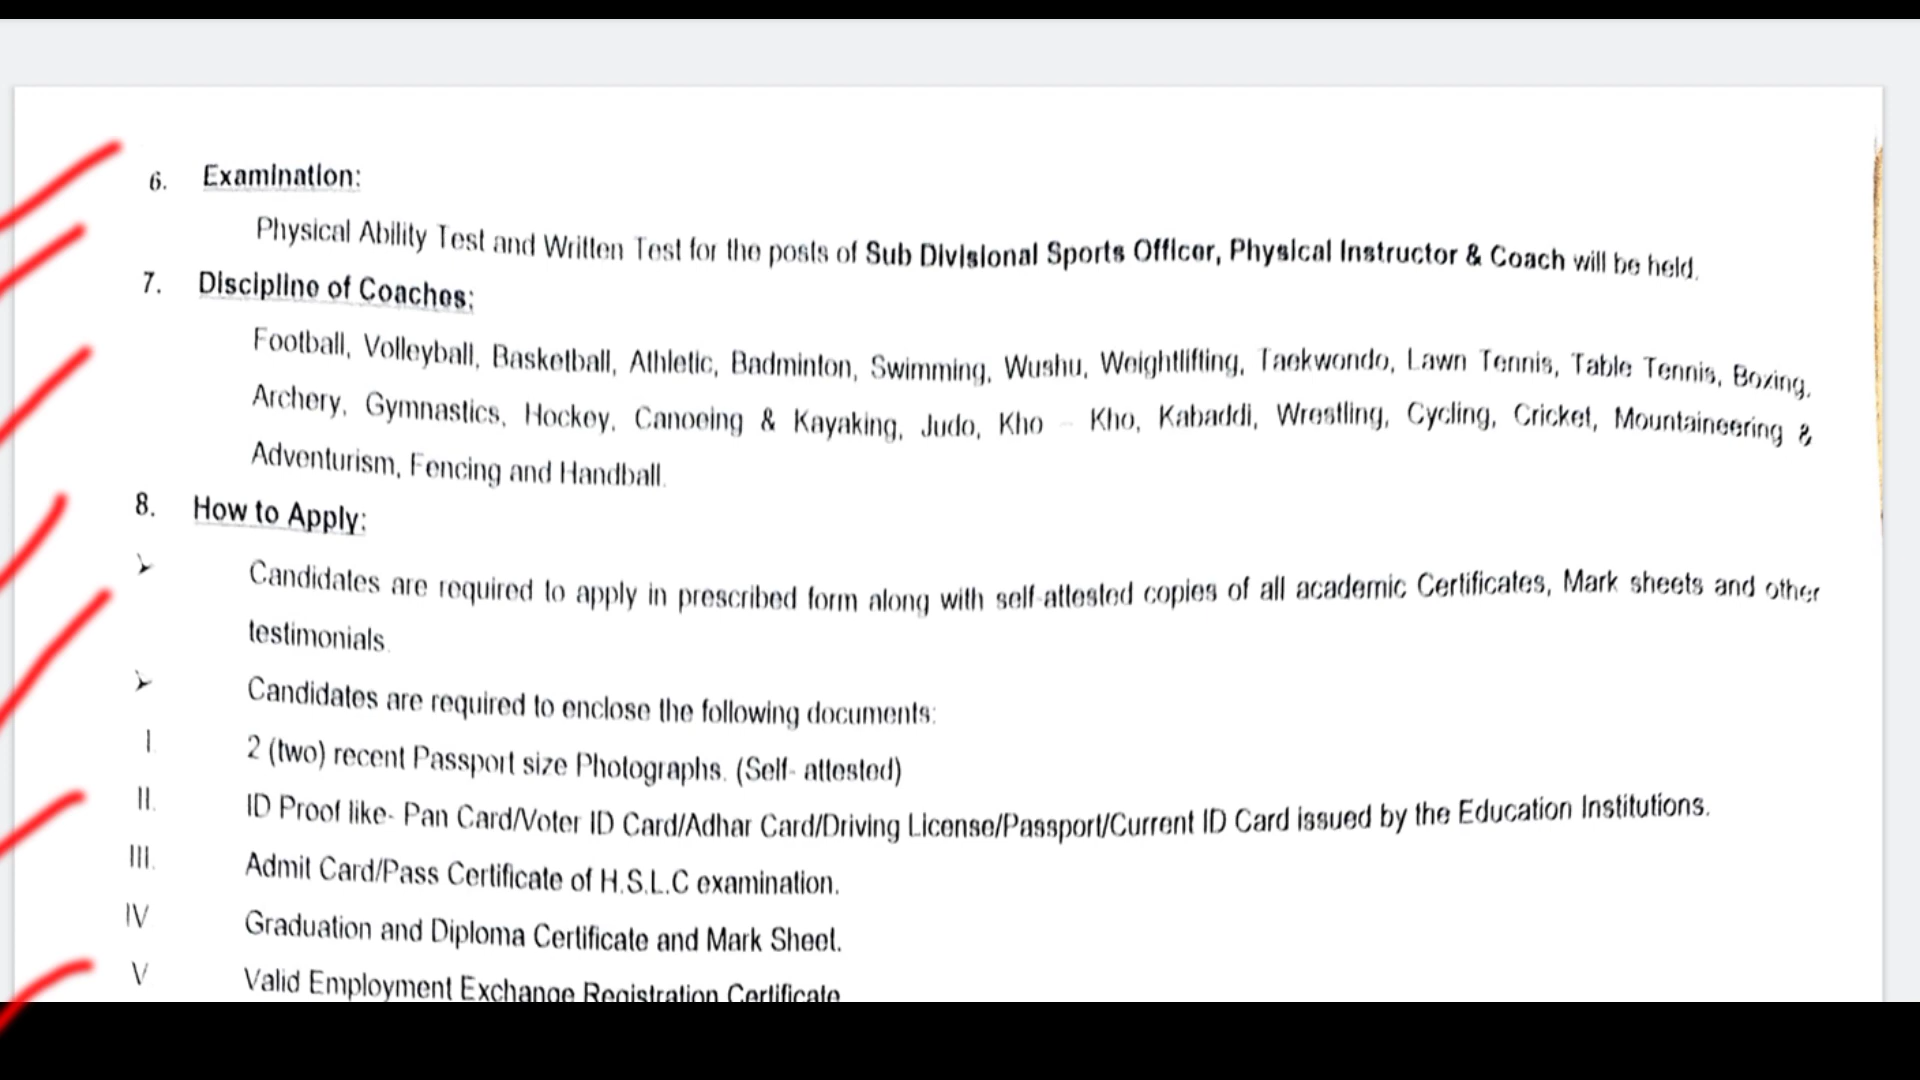 6. Examination:
Physical Ability Test and Written Test for the posts of Sub Divisional Sports Officer, Physical Instructor & Coach will be held.
7. Discipline of Coaches:
Football, Volleyball, Basketball, Athletic, Badminton, Swimming, Wushu, Weightlifting, Taekwondo, Lawn Tennis, Table Tennis, Boxing,
Archery, Gymnastics, Hockey, Canoeing & Kayaking, Judo, Kho – Kho, Kabaddi, Wrestling, Cycling, Cricket, Mountaineering &
Adventurism, Fencing and Handball.
8. How to Apply:
➢ Candidates are required to apply in prescribed form along with self-attested copies of all academic Certificates, Mark sheets and other
testimonials.
➢ Candidates are required to enclose the following documents:
I. 2 (two) recent Passport size Photographs. (Self- attested)
II. ID Proof like- Pan Card/Voter ID Card/Adhar Card/Driving License/Passport/Current ID Card issued by the Education Institutions.
III. Admit Card/Pass Certificate of H.S.L.C examination.
IV Graduation and Diploma Certificate and Mark Sheet.
V Valid Employment Exchange Registration Certificate